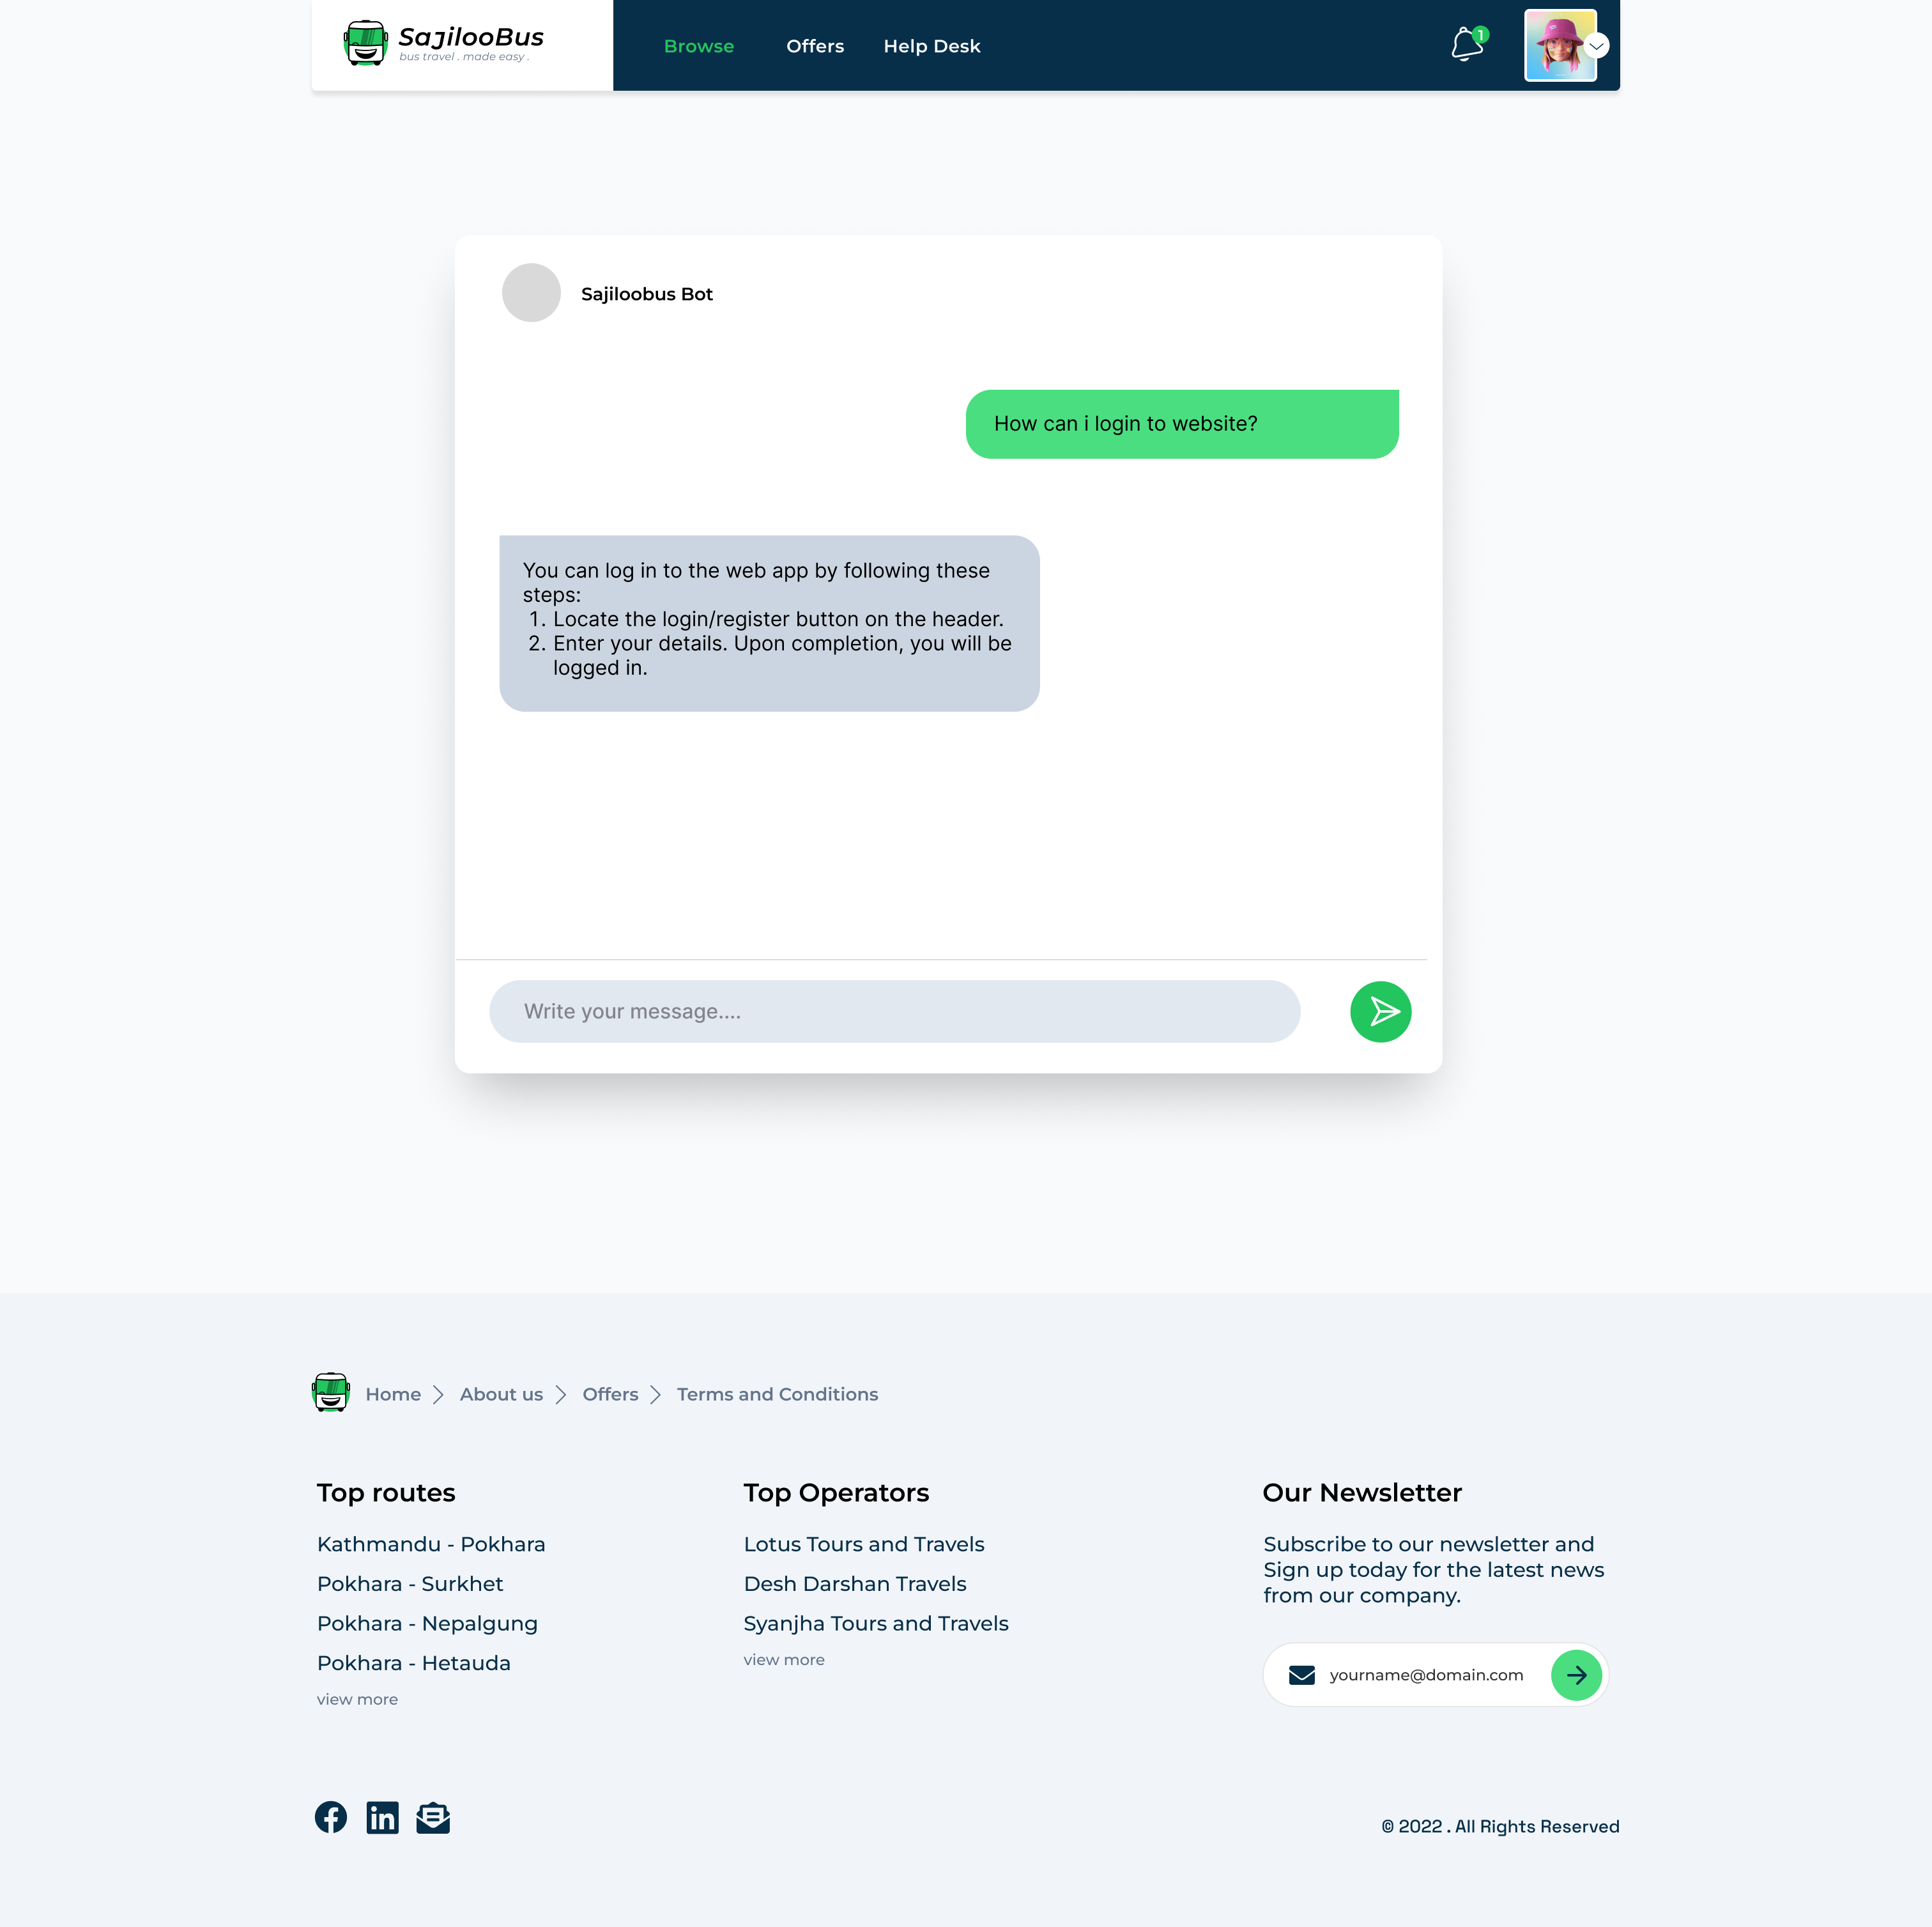 SajilooBus
bus travel . made easy .
Browse
Offers
Help Desk
1
Sajiloobus Bot
How can i login to website?
You can log in to the web app by following these
steps:
1. Locate the login/register button on the header.
2. Enter your details. Upon completion, you will be
logged in.
Write your message....
Home
About us
Offers
Terms and Conditions
Top routes
Kathmandu - Pokhara
Pokhara - Surkhet
Pokhara - Nepalgung
Pokhara - Hetauda
view more
Top Operators
Lotus Tours and Travels
Desh Darshan Travels
Syanjha Tours and Travels
view more
Our Newsletter
Subscribe to our newsletter and
Sign up today for the latest news
from our company.
yourname@domain.com
© 2022 . All Rights Reserved